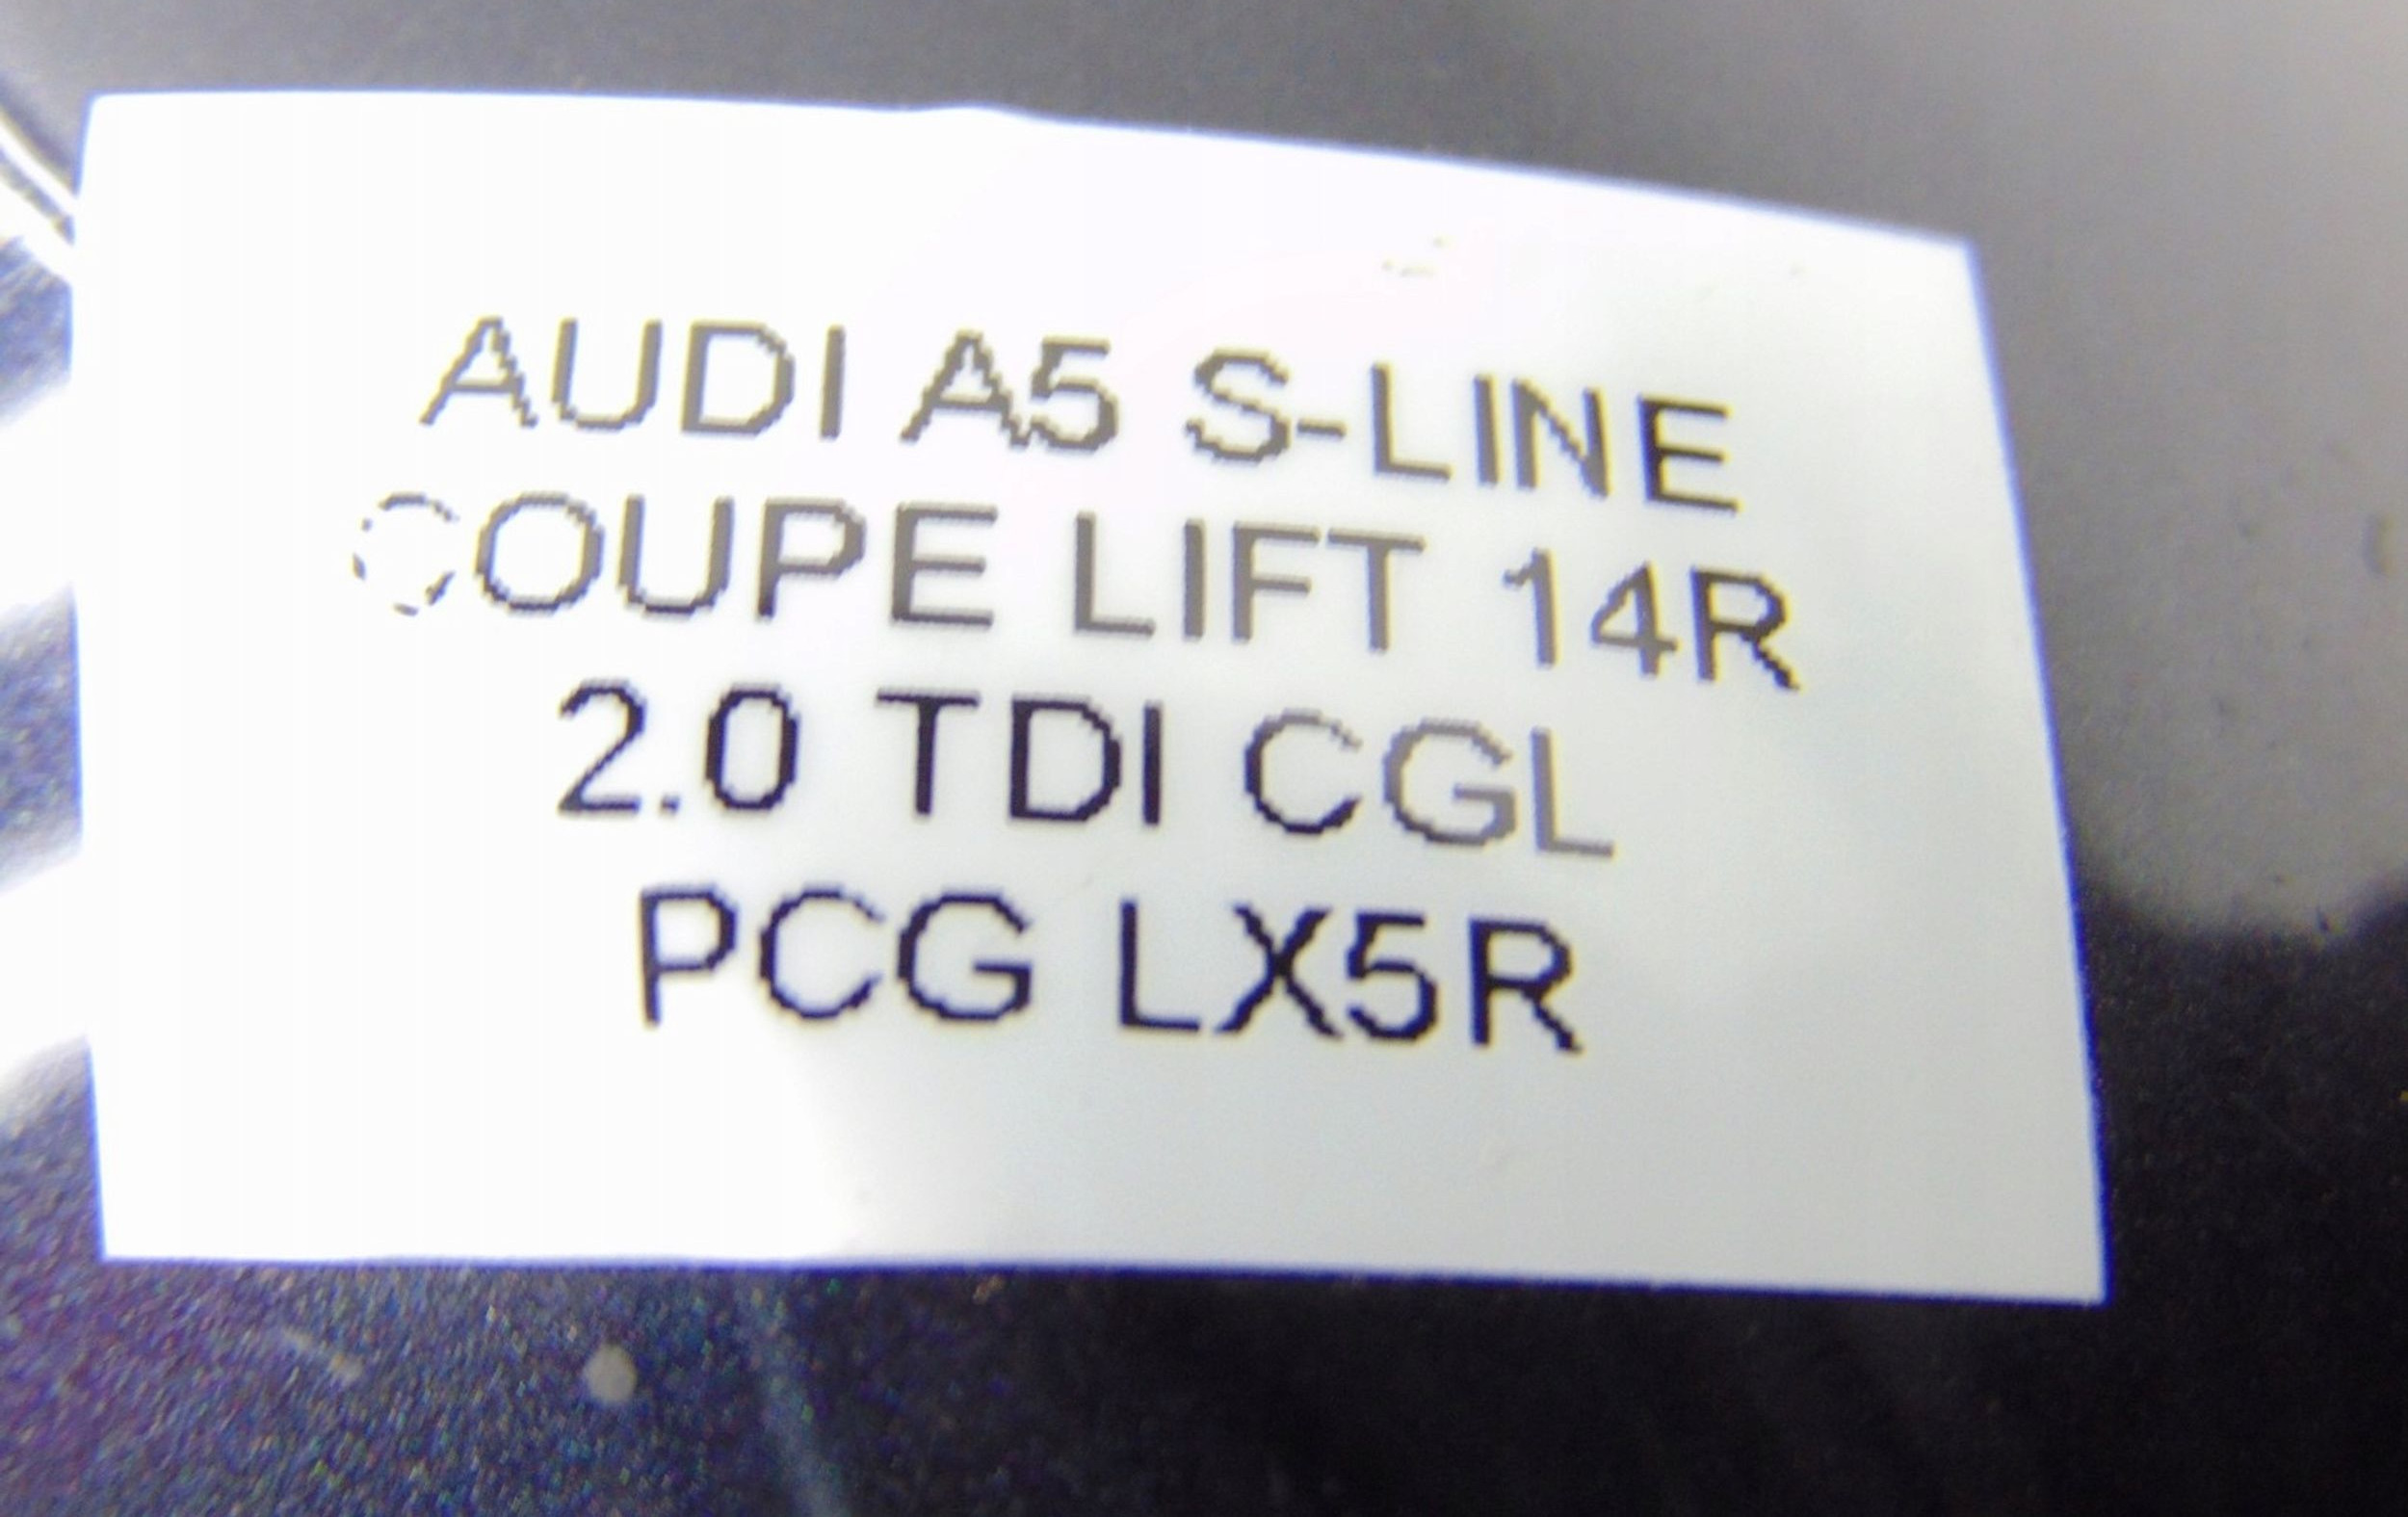 AUDI A5 S-LINE
COUPE LIFT 14R
2.0 TDI CGL
PCG LX5R